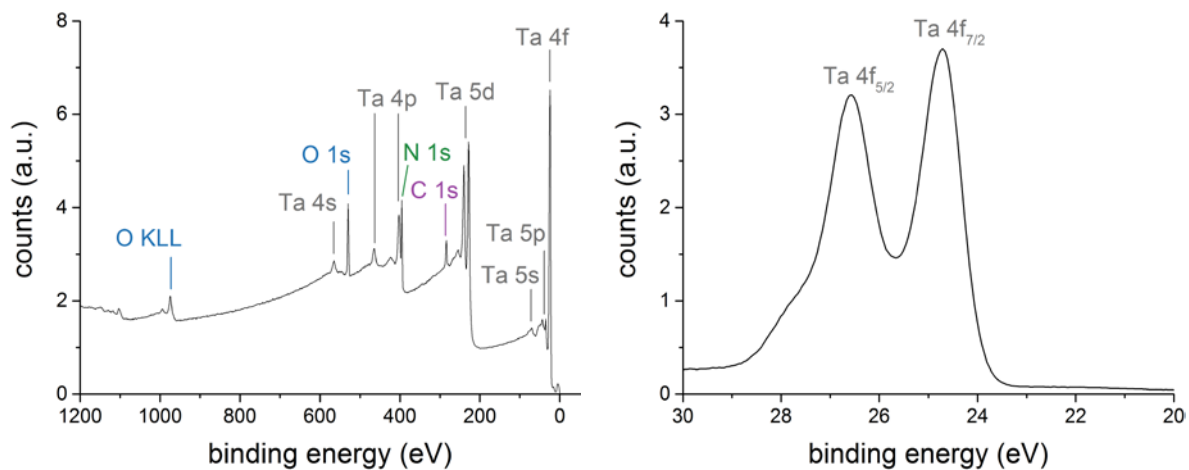 8
6
4
2
0
counts (a.u.)
1200 1000 800 600 400 200 0
binding energy (eV)
O KLL
Ta 4s
O 1s
Ta 4p
N 1s
C 1s
Ta 5d
Ta 5p
Ta 5s
Ta 4f
4
3
2
1
0
counts (a.u.)
30 28 26 24 22 20
binding energy (eV)
Ta 4f5/2
Ta 4f7/2